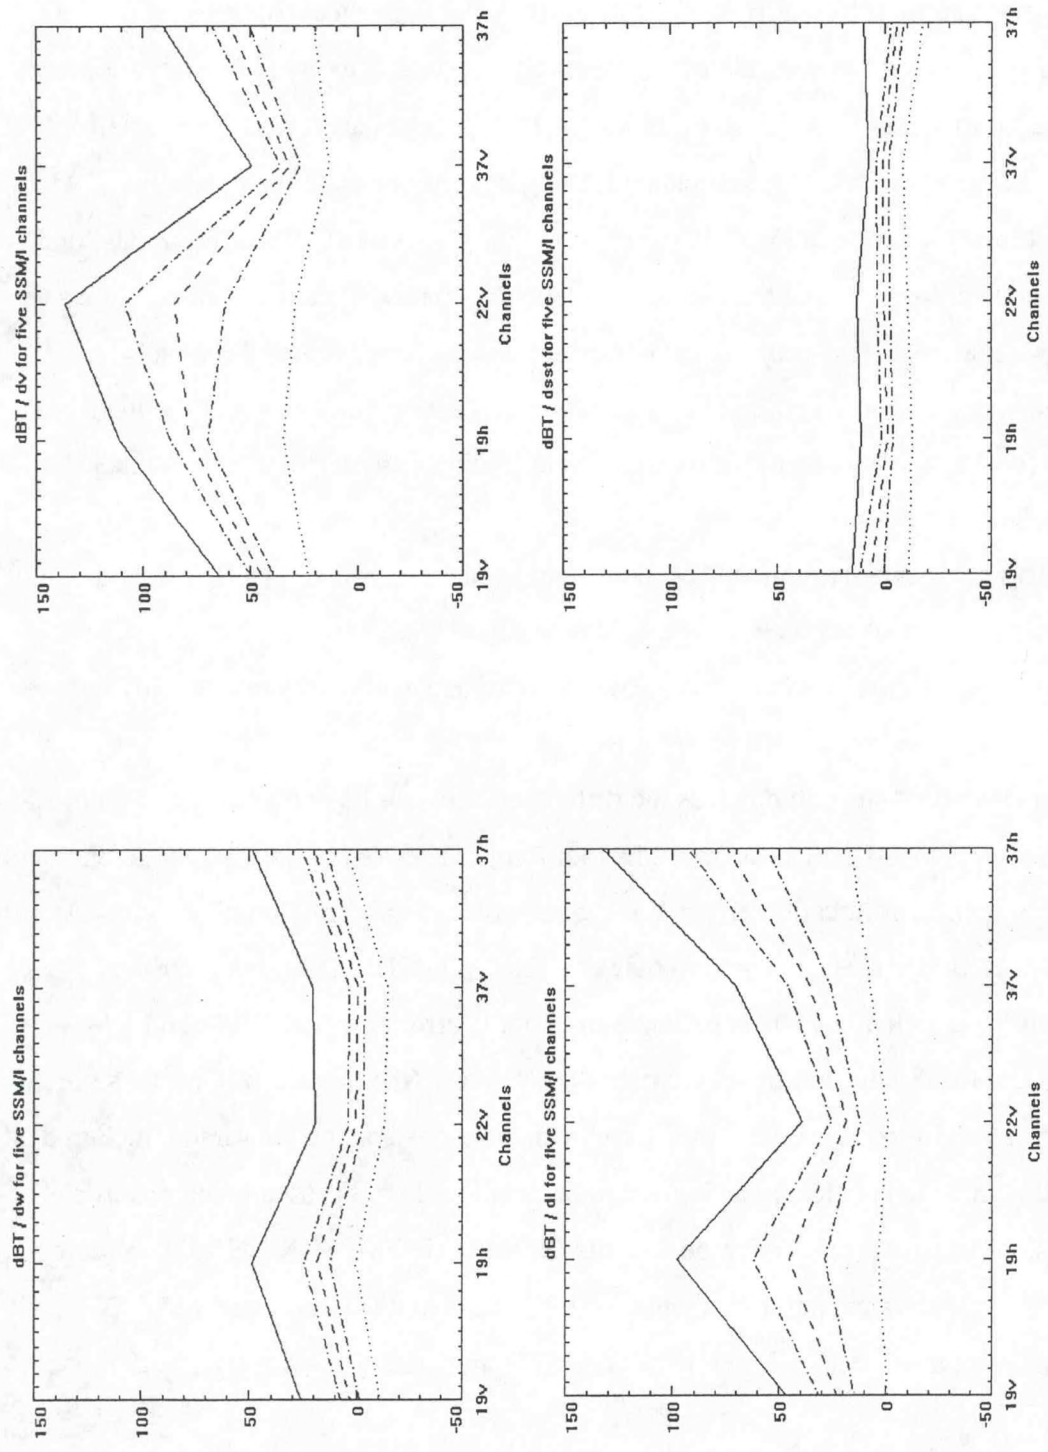 dBT / dw for five SSM/I channels
150
100
50
0
-50
19v 19h 22v 37v 37h
Channels
dBT / dv for five SSM/I channels
150
100
50
0
-50
19v 19h 22v 37v 37h
Channels
dBT / dl for five SSM/I channels
150
100
50
0
-50
19v 19h 22v 37v 37h
Channels
dBT / dsst for five SSM/I channels
150
100
50
0
-50
19v 19h 22v 37v 37h
Channels